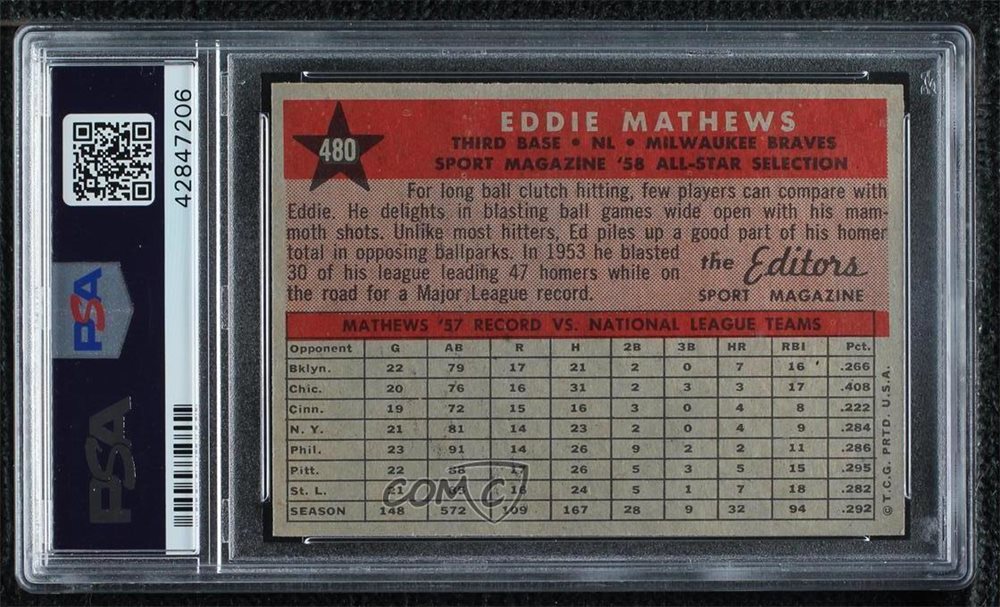 42847206
PSA
PSA
480
EDDIE MATHEWS
THIRD BASE • NL • MILWAUKEE BRAVES
SPORT MAGAZINE '58 ALL-STAR SELECTION
For long ball clutch hitting, few players can compare with
Eddie. He delights in blasting ball games wide open with his mam-
moth shots. Unlike most hitters, Ed piles up a good part of his homer
total in opposing ballparks. In 1953 he blasted
30 of his league leading 47 homers while on
the road for a Major League record.
the Editors
SPORT MAGAZINE
MATHEWS '57 RECORD VS. NATIONAL LEAGUE TEAMS
Opponent G AB R H 2B 3B HR RBI Pct.
Bklyn. 22 79 17 21 2 0 7 16 .266
Chic. 20 76 16 31 2 3 3 17 .408
Cinn. 19 72 15 16 3 0 4 8 .222
N. Y. 21 81 14 23 2 0 4 9 .284
Phil. 23 91 14 26 9 2 2 11 .286
Pitt. 22 88 17 26 5 3 5 15 .295
St. L. 21 16 24 5 1 7 18 .282
SEASON 148 572 109 167 28 9 32 94 .292
© T.C.G. PRTD. U.S.A.
COMC